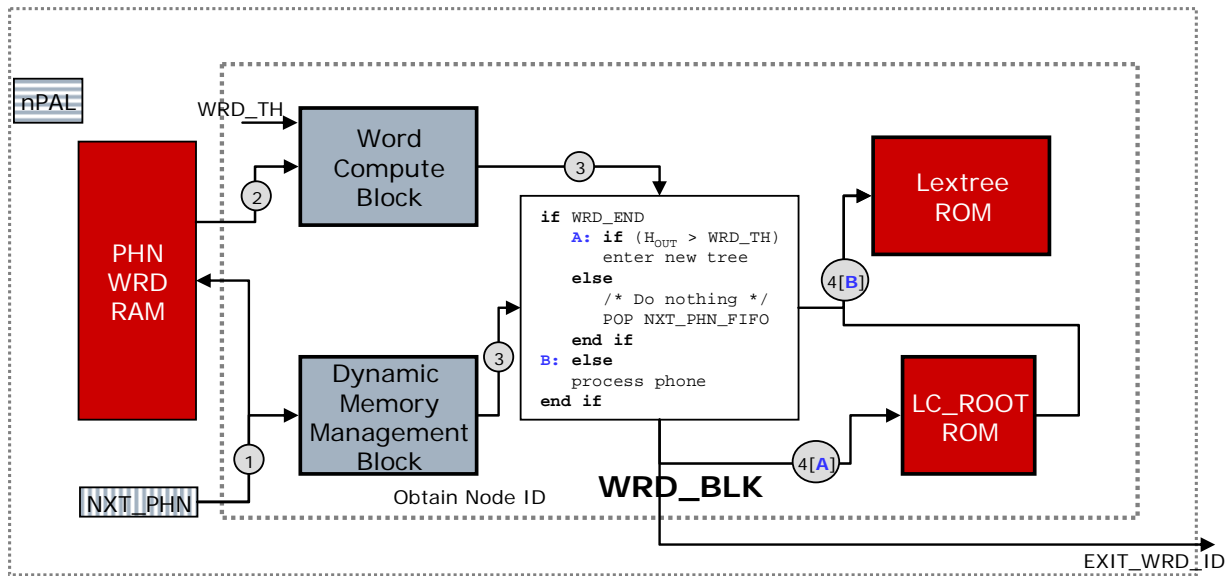 nPAL
WRD_TH
Word
Compute
Block
3
2
Lextree
ROM
PHN
WRD
RAM
if WRD_END
A: if (HOUT > WRD_TH)
enter new tree
else
/* Do nothing */
POP NXT_PHN_FIFO
end if
B: else
process phone
end if
4[B]
3
Dynamic
Memory
Management
Block
LC_ROOT
ROM
1
4[A]
NXT_PHN
Obtain Node ID
WRD_BLK
EXIT_WRD_ID